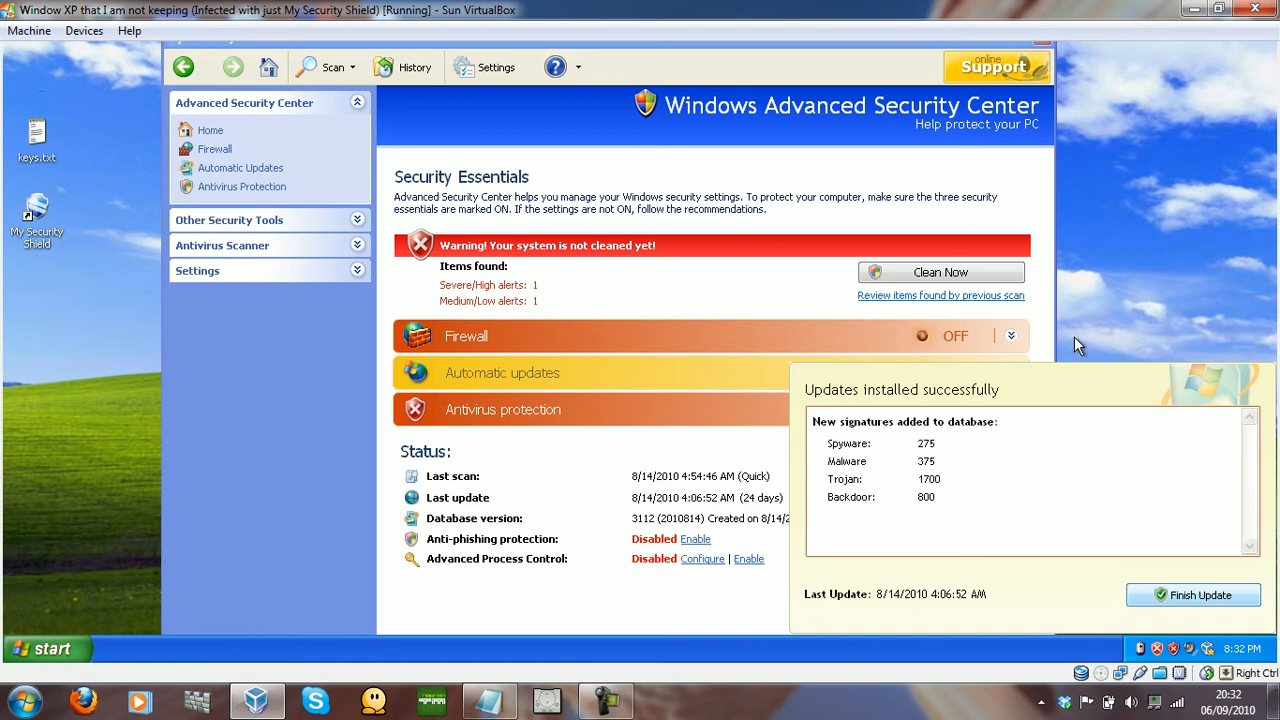 Window XP that I am not keeping (Infected with just My Security Shield) [Running] - Sun VirtualBox
Machine Devices Help
Scan History Settings ? online Support
keys.txt
My Security Shield
Advanced Security Center
Home
Firewall
Automatic Updates
Antivirus Protection
Other Security Tools
Antivirus Scanner
Settings
Windows Advanced Security Center
Help protect your PC
Security Essentials
Advanced Security Center helps you manage your Windows security settings. To protect your computer, make sure the three security
essentials are marked ON. If the settings are not ON, follow the recommendations.
Warning! Your system is not cleaned yet!
Items found:
Severe/High alerts: 1
Medium/Low alerts: 1
Clean Now
Review items found by previous scan
Firewall OFF
Automatic updates
Antivirus protection
Status:
Last scan: 8/14/2010 4:54:46 AM (Quick)
Last update 8/14/2010 4:06:52 AM (24 days)
Database version: 3112 (2010814) Created on 8/14/2
Anti-phishing protection: Disabled Enable
Advanced Process Control: Disabled Configure | Enable
Updates installed successfully
New signatures added to database:
Spyware: 275
Malware 375
Trojan: 1700
Backdoor: 800
Last Update: 8/14/2010 4:06:52 AM
Finish Update
start
8:32 PM
Right Ctrl
20:32
06/09/2010